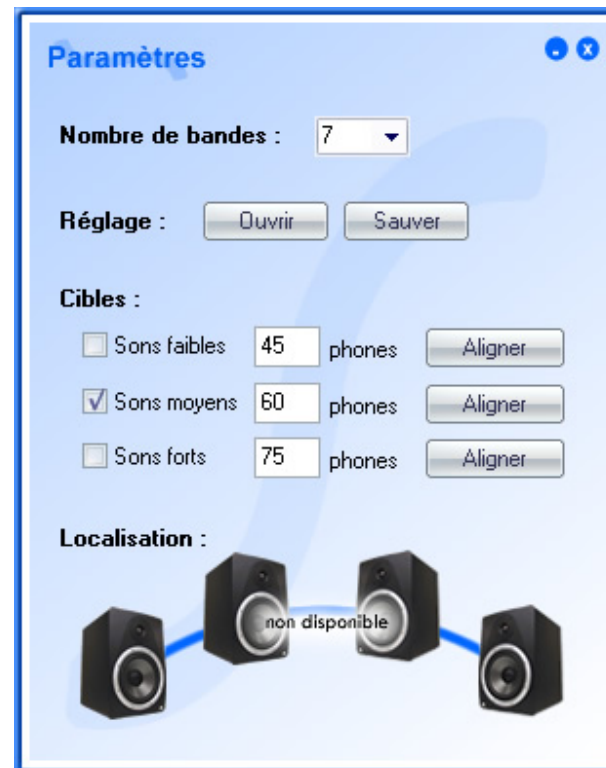 Paramètres
Nombre de bandes : 7
Réglage : Ouvrir Sauver
Cibles :
Sons faibles 45 phones Aligner
Sons moyens 60 phones Aligner
Sons forts 75 phones Aligner
Localisation :
non disponible